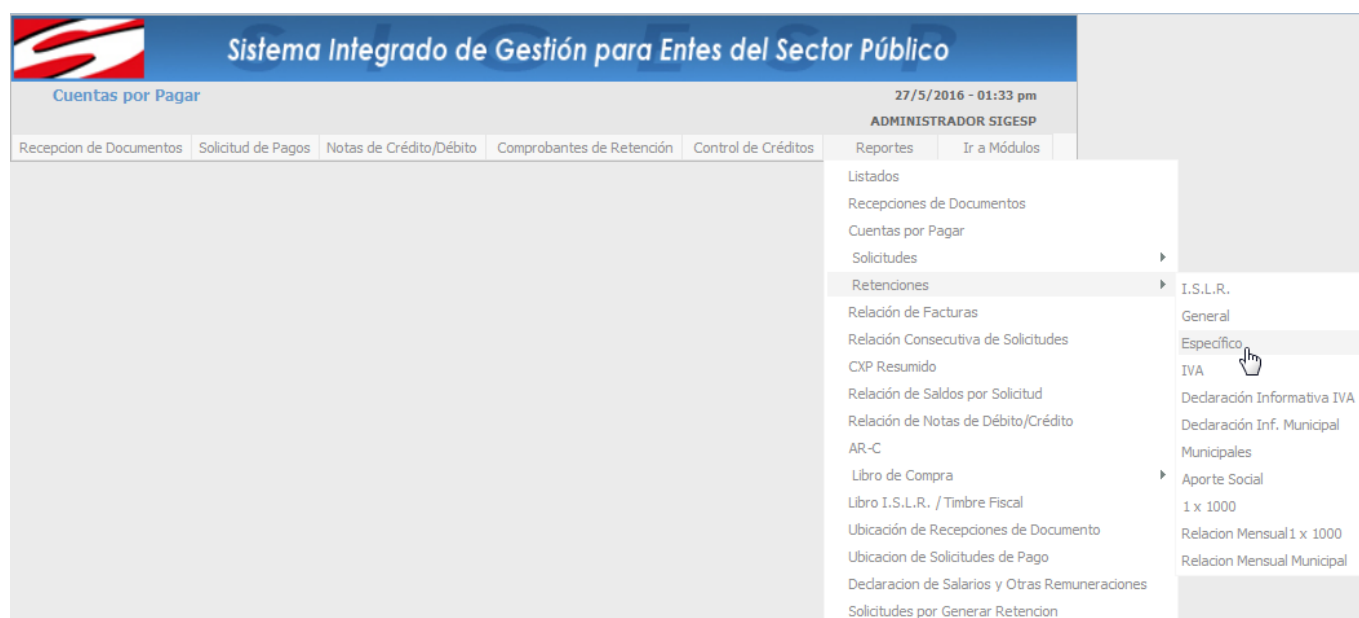 Sistema Integrado de Gestión para Entes del Sector Público
S I G E S P
Cuentas por Pagar
27/5/2016 - 01:33 pm
ADMINISTRADOR SIGESP
Recepcion de Documentos Solicitud de Pagos Notas de Crédito/Débito Comprobantes de Retención Control de Créditos Reportes Ir a Módulos
Listados
Recepciones de Documentos
Cuentas por Pagar
Solicitudes
Retenciones
Relación de Facturas
Relación Consecutiva de Solicitudes
CXP Resumido
Relación de Saldos por Solicitud
Relación de Notas de Débito/Crédito
AR-C
Libro de Compra
Libro I.S.L.R. / Timbre Fiscal
Ubicación de Recepciones de Documento
Ubicacion de Solicitudes de Pago
Declaracion de Salarios y Otras Remuneraciones
Solicitudes por Generar Retencion
I.S.L.R.
General
Específico
IVA
Declaración Informativa IVA
Declaración Inf. Municipal
Municipales
Aporte Social
1 x 1000
Relacion Mensual1 x 1000
Relacion Mensual Municipal